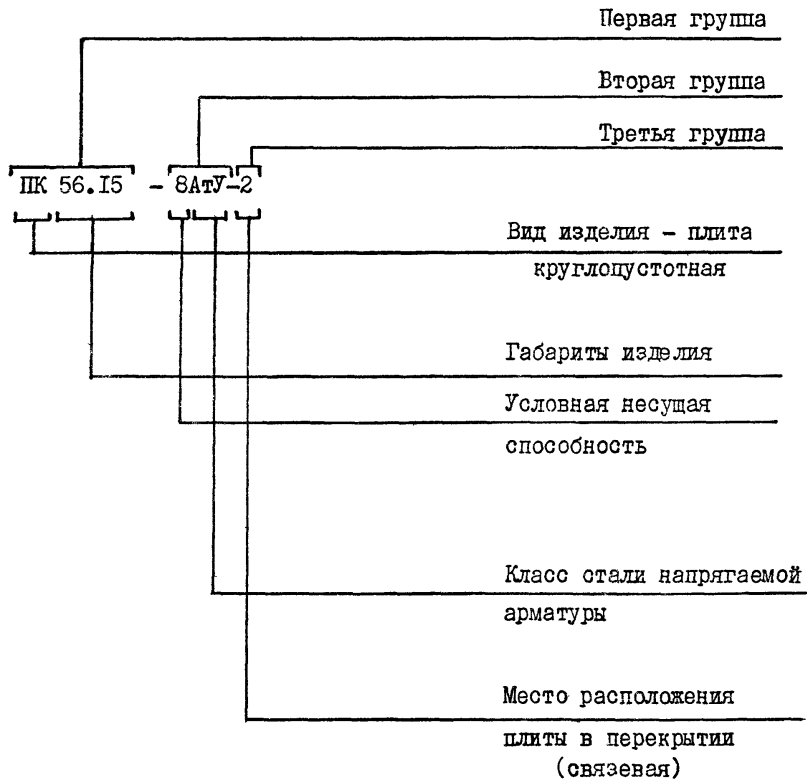 Первая группа
Вторая группа
Третья группа
ПК 56.I5 - 8АтУ-2
Вид изделия - плита
круглопустотная
Габариты изделия
Условная несущая
способность
Класс стали напрягаемой
арматуры
Место расположения
плиты в перекрытии
(связевая)